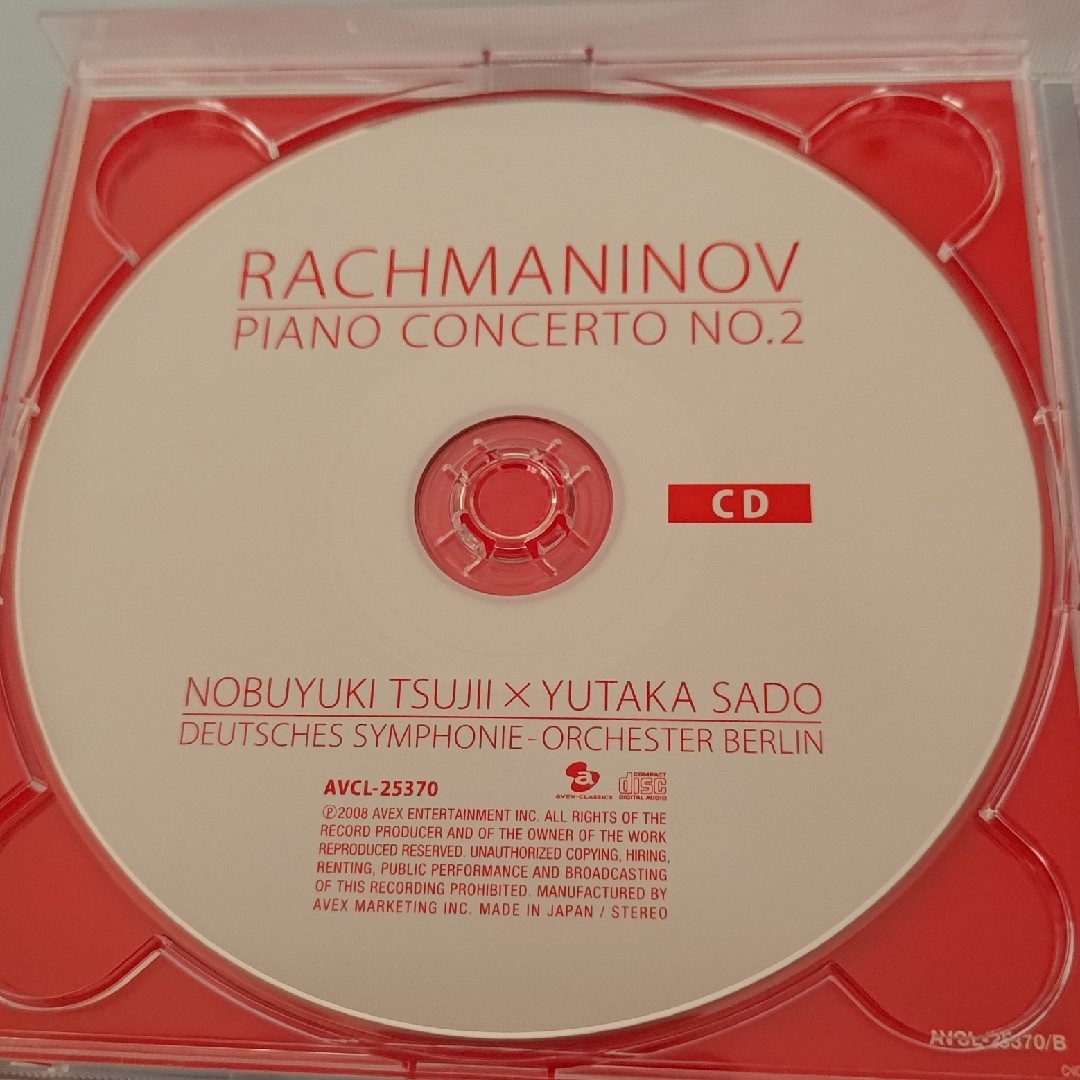 RACHMANINOV
PIANO CONCERTO NO.2
CD
NOBUYUKI TSUJII × YUTAKA SADO
DEUTSCHES SYMPHONIE-ORCHESTER BERLIN
AVCL-25370
a
AVEX-CLASSICS
COMPACT
disc
DIGITAL AUDIO
℗2008 AVEX ENTERTAINMENT INC. ALL RIGHTS OF THE
RECORD PRODUCER AND OF THE OWNER OF THE WORK
REPRODUCED RESERVED. UNAUTHORIZED COPYING, HIRING,
RENTING, PUBLIC PERFORMANCE AND BROADCASTING
OF THIS RECORDING PROHIBITED. MANUFACTURED BY
AVEX MARKETING INC. MADE IN JAPAN / STEREO
AVCL-25370/B